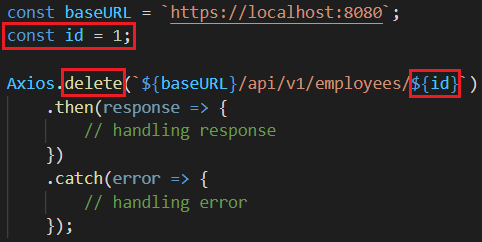 const baseURL = `https://localhost:8080`;
const id = 1;
Axios.delete(`${baseURL}/api/v1/employees/${id}`)
.then(response => {
// handling response
})
.catch(error => {
// handling error
});